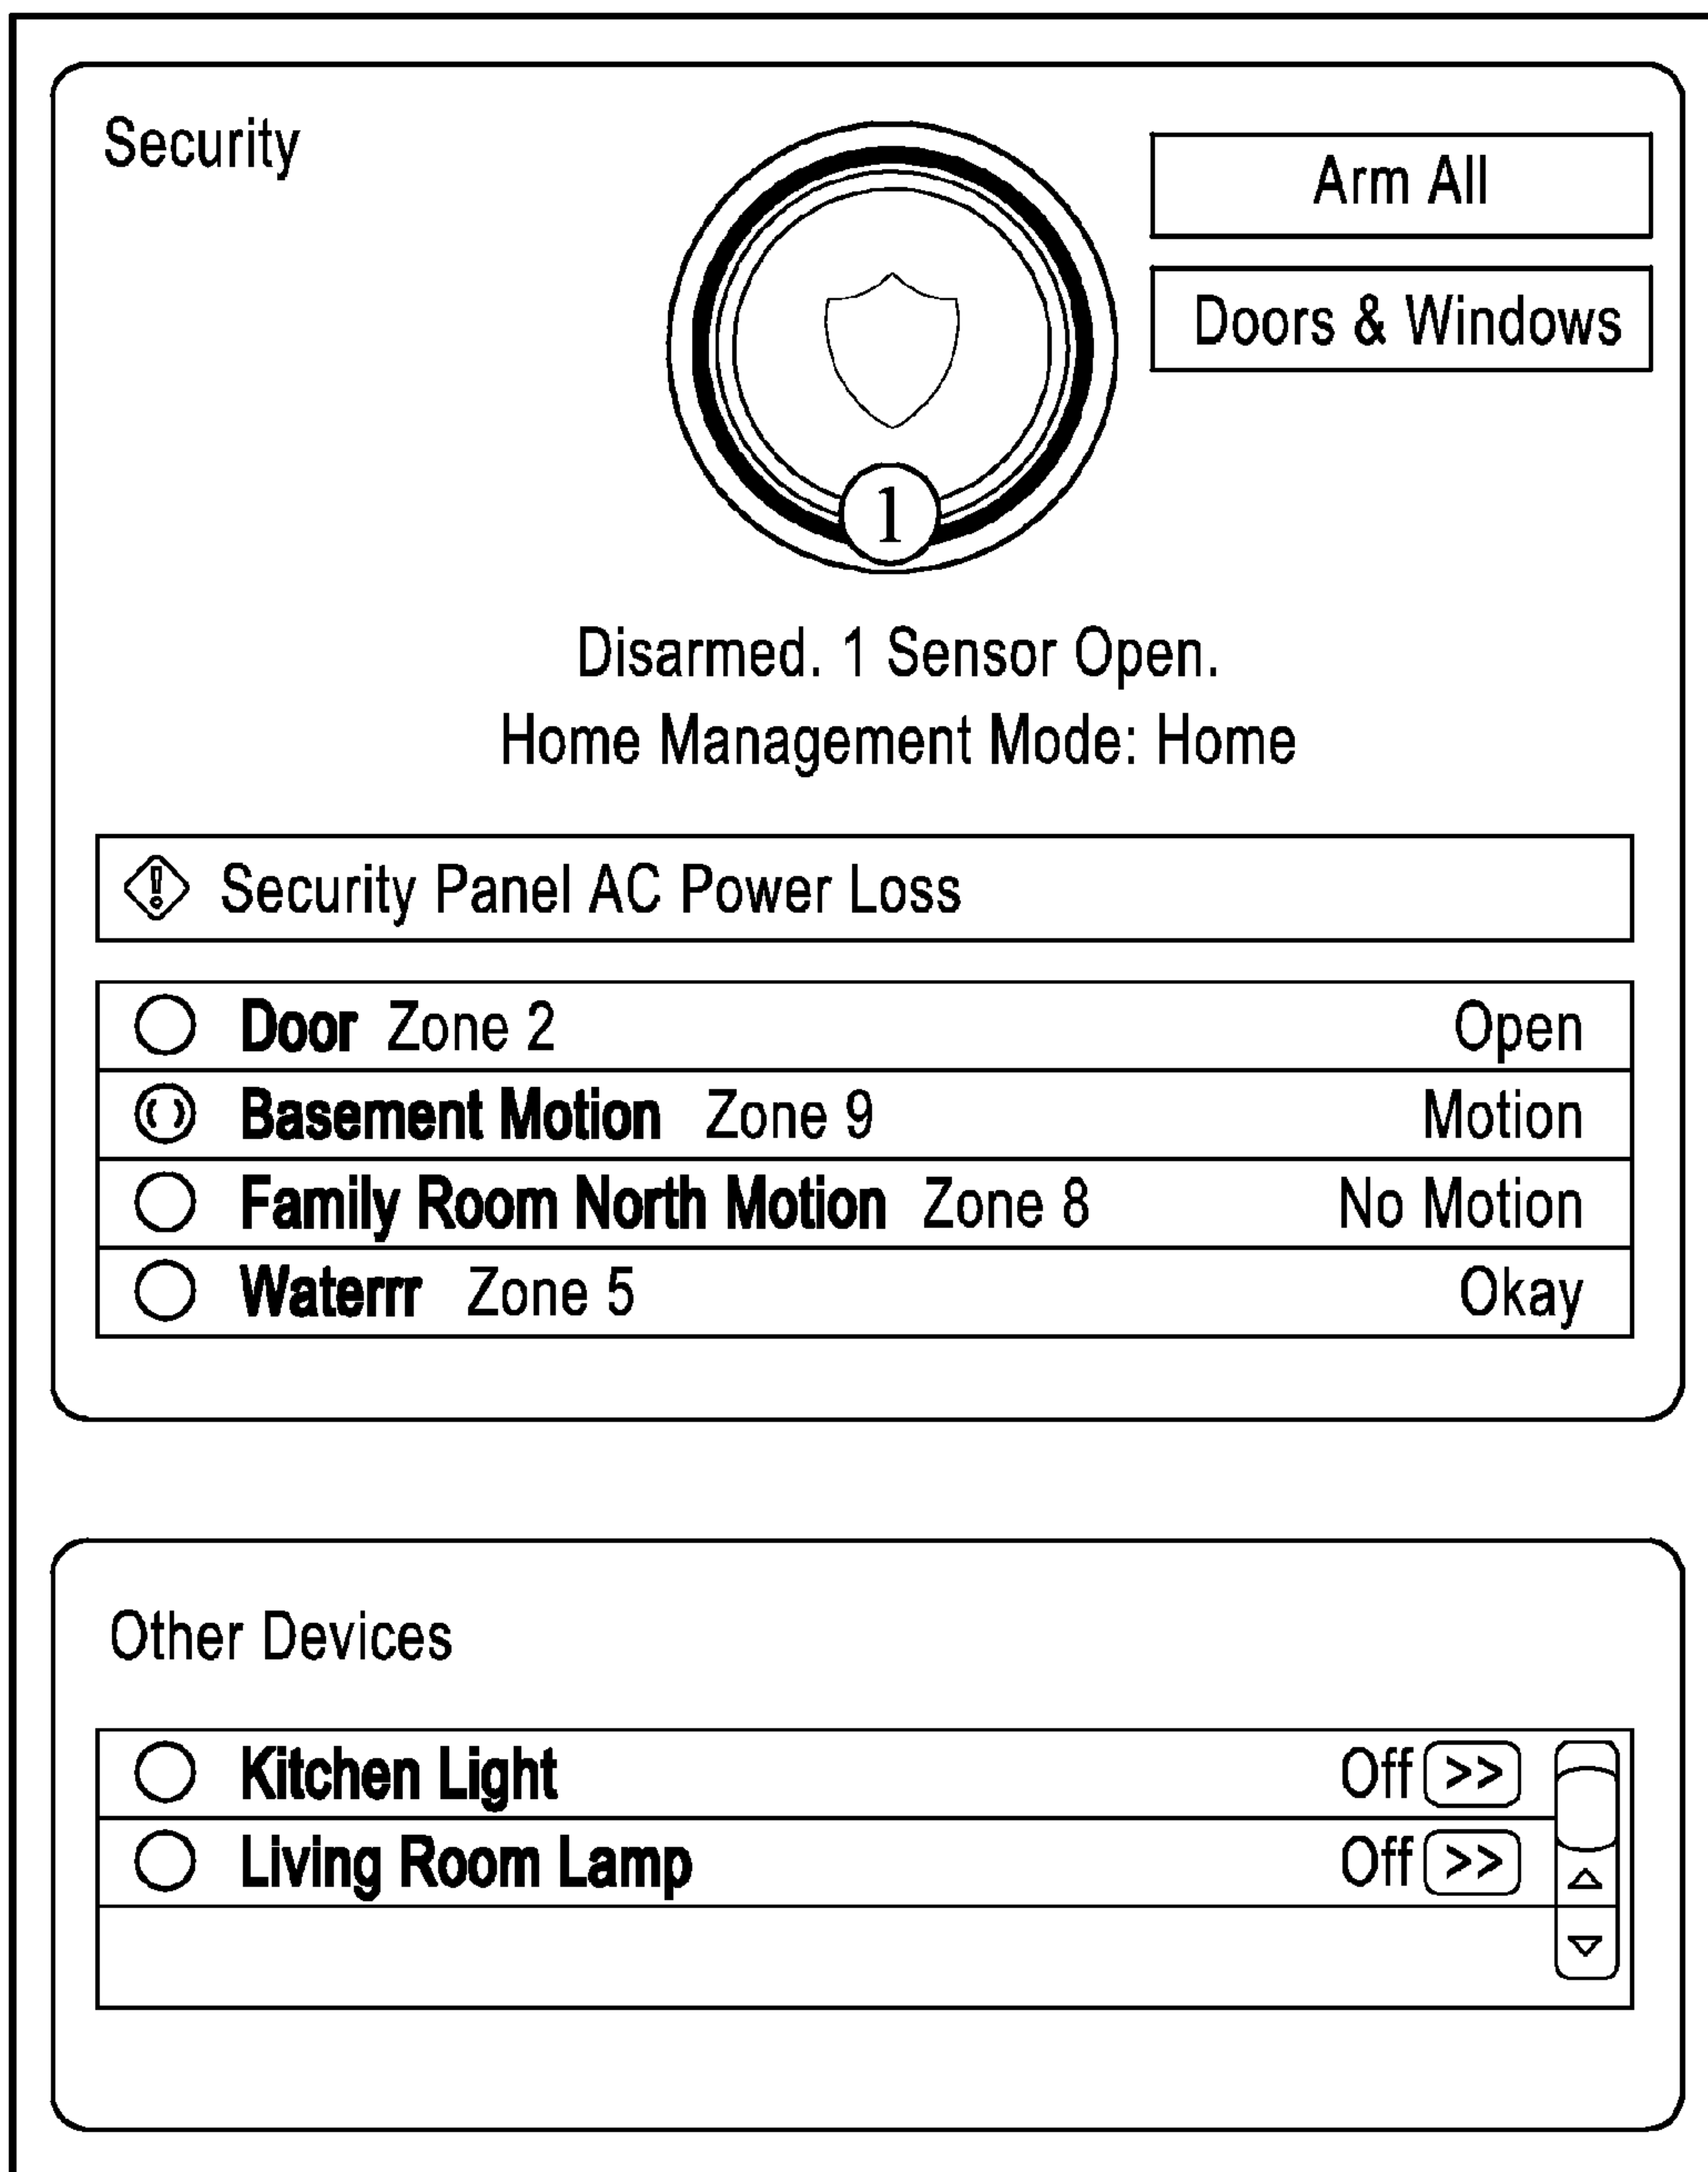 Security
Arm All
Doors & Windows
1
Disarmed. 1 Sensor Open.
Home Management Mode: Home
Security Panel AC Power Loss
Door Zone 2 Open
Basement Motion Zone 9 Motion
Family Room North Motion Zone 8 No Motion
Waterrr Zone 5 Okay
Other Devices
Kitchen Light Off >>
Living Room Lamp Off >>